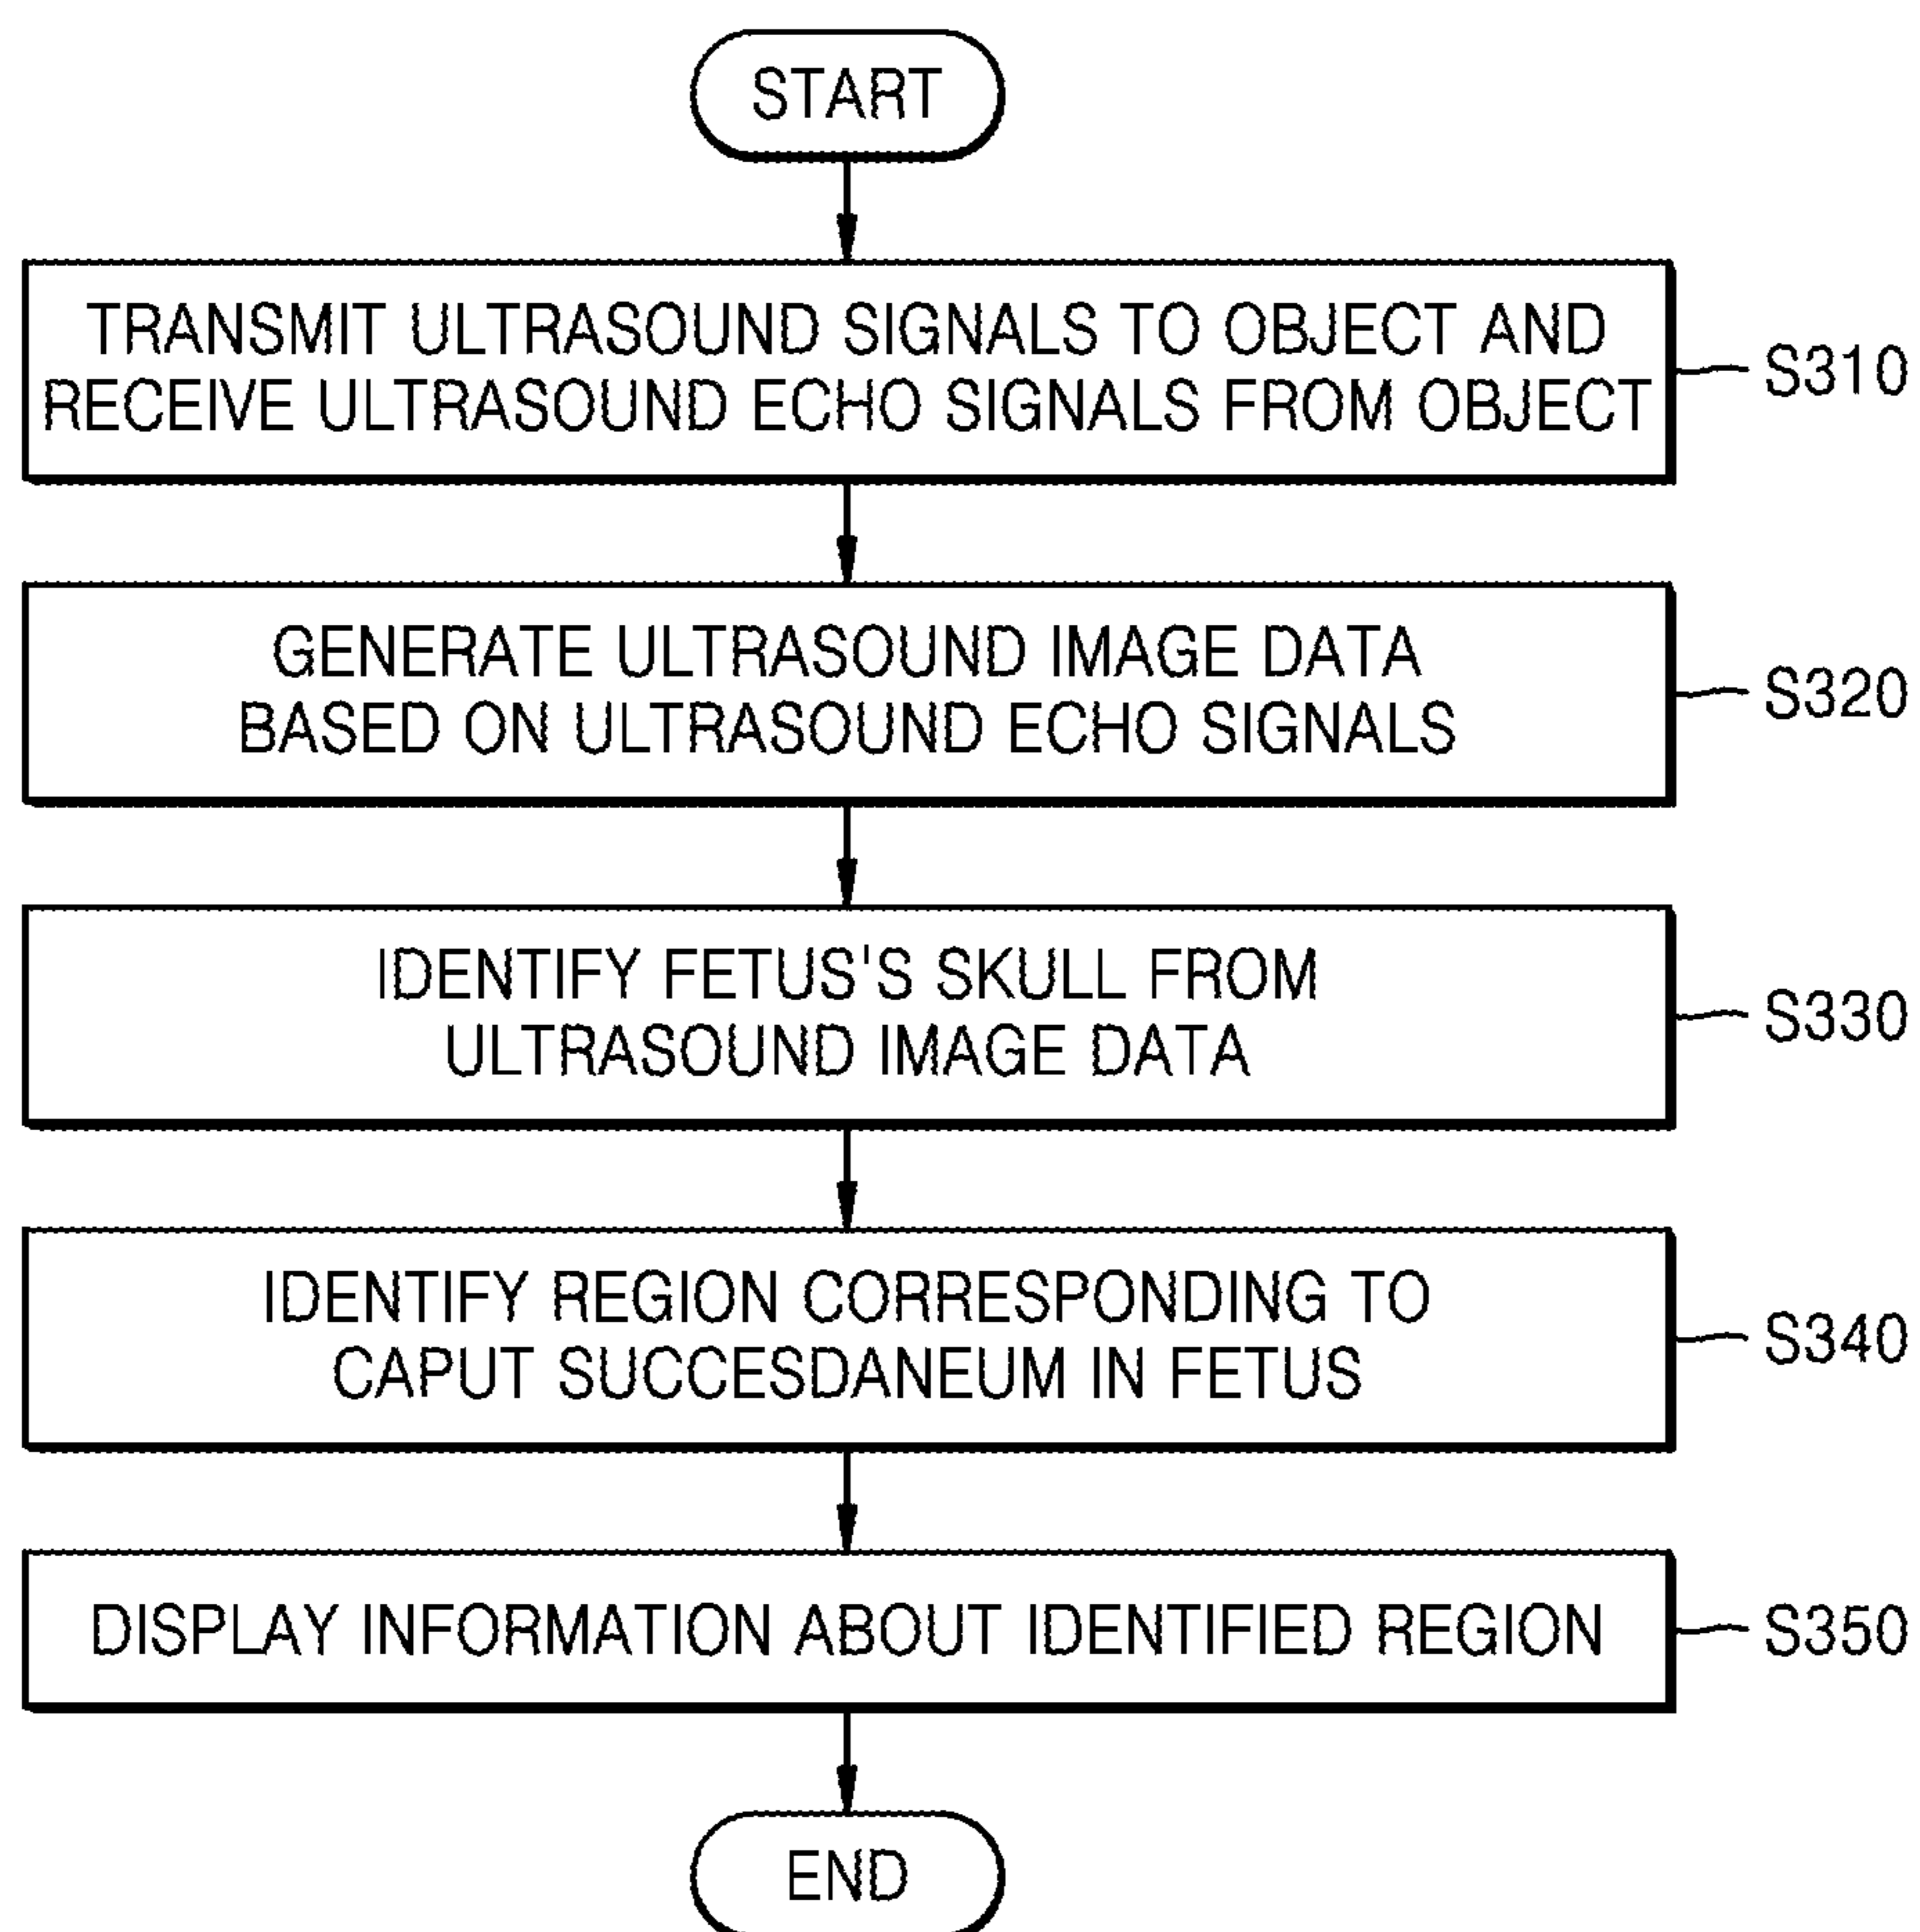 START
TRANSMIT ULTRASOUND SIGNALS TO OBJECT AND
RECEIVE ULTRASOUND ECHO SIGNALS FROM OBJECT
S310
GENERATE ULTRASOUND IMAGE DATA
BASED ON ULTRASOUND ECHO SIGNALS
S320
IDENTIFY FETUS'S SKULL FROM
ULTRASOUND IMAGE DATA
S330
IDENTIFY REGION CORRESPONDING TO
CAPUT SUCCESDANEUM IN FETUS
S340
DISPLAY INFORMATION ABOUT IDENTIFIED REGION
S350
END